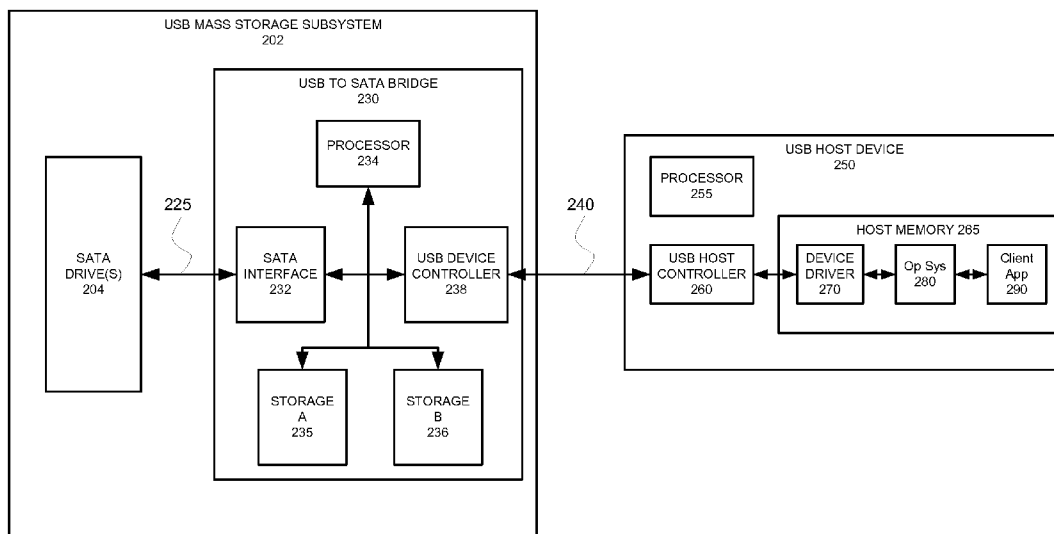 USB MASS STORAGE SUBSYSTEM
202
USB TO SATA BRIDGE
230
PROCESSOR
234
225
SATA
DRIVE(S)
204
SATA
INTERFACE
232
USB DEVICE
CONTROLLER
238
STORAGE
A
235
STORAGE
B
236
240
USB HOST DEVICE
250
PROCESSOR
255
HOST MEMORY 265
USB HOST
CONTROLLER
260
DEVICE
DRIVER
270
Op Sys
280
Client
App
290